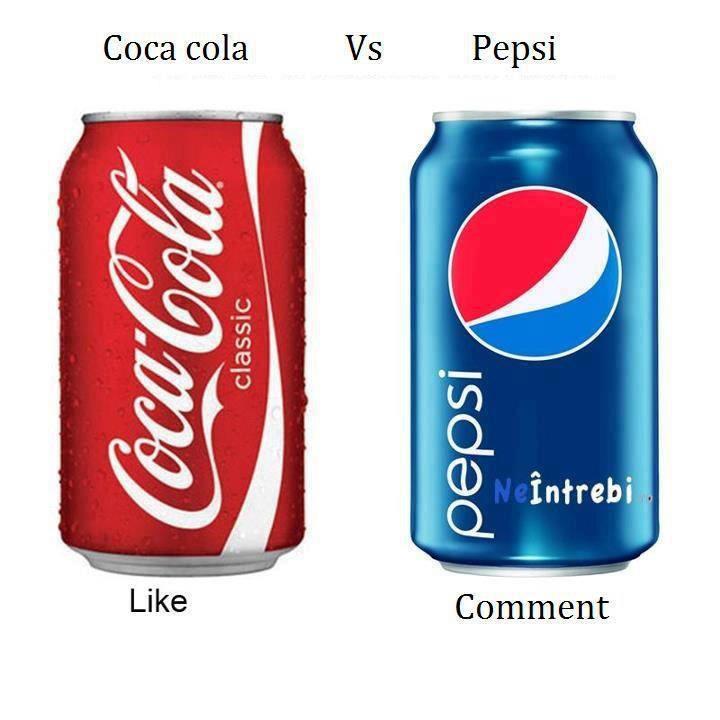 Coca cola Vs Pepsi
Coca-Cola
classic
pepsi
NeÎntrebi
Like
Comment